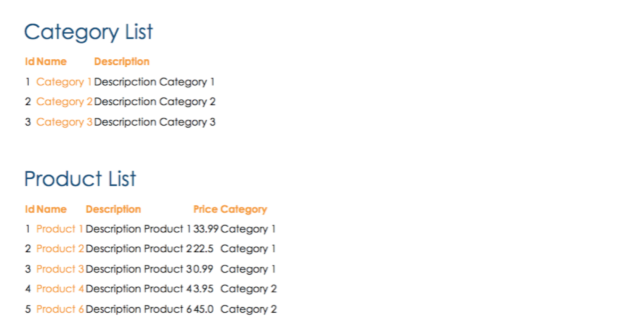 Category List
Id Name Description
1 Category 1 Descripction Category 1
2 Category 2 Descripction Category 2
3 Category 3 Descripction Category 3
Product List
Id Name Description Price Category
1 Product 1 Description Product 1 33.99 Category 1
2 Product 2 Description Product 2 22.5 Category 1
3 Product 3 Description Product 3 0.99 Category 1
4 Product 4 Description Product 4 3.95 Category 2
5 Product 6 Description Product 6 45.0 Category 2